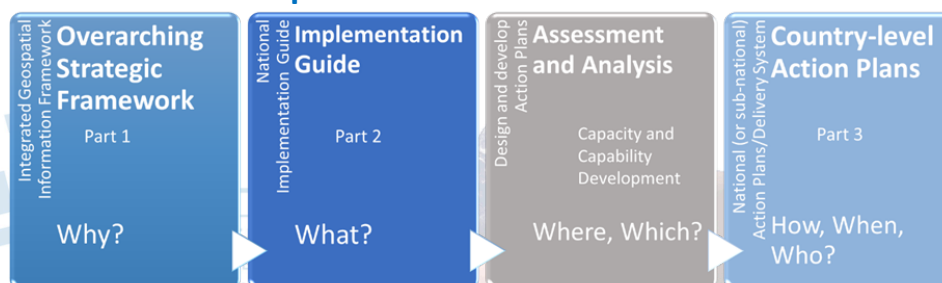 Integrated Geospatial
Information Framework
Overarching
Strategic
Framework
Part 1
Why?
National
Implementation Guide
Implementation
Guide
Part 2
What?
Design and develop
Action Plans
Assessment
and Analysis
Capacity and
Capability
Development
Where, Which?
National (or sub-national)
Action Plans/Delivery System
Country-level
Action Plans
Part 3
How, When,
Who?